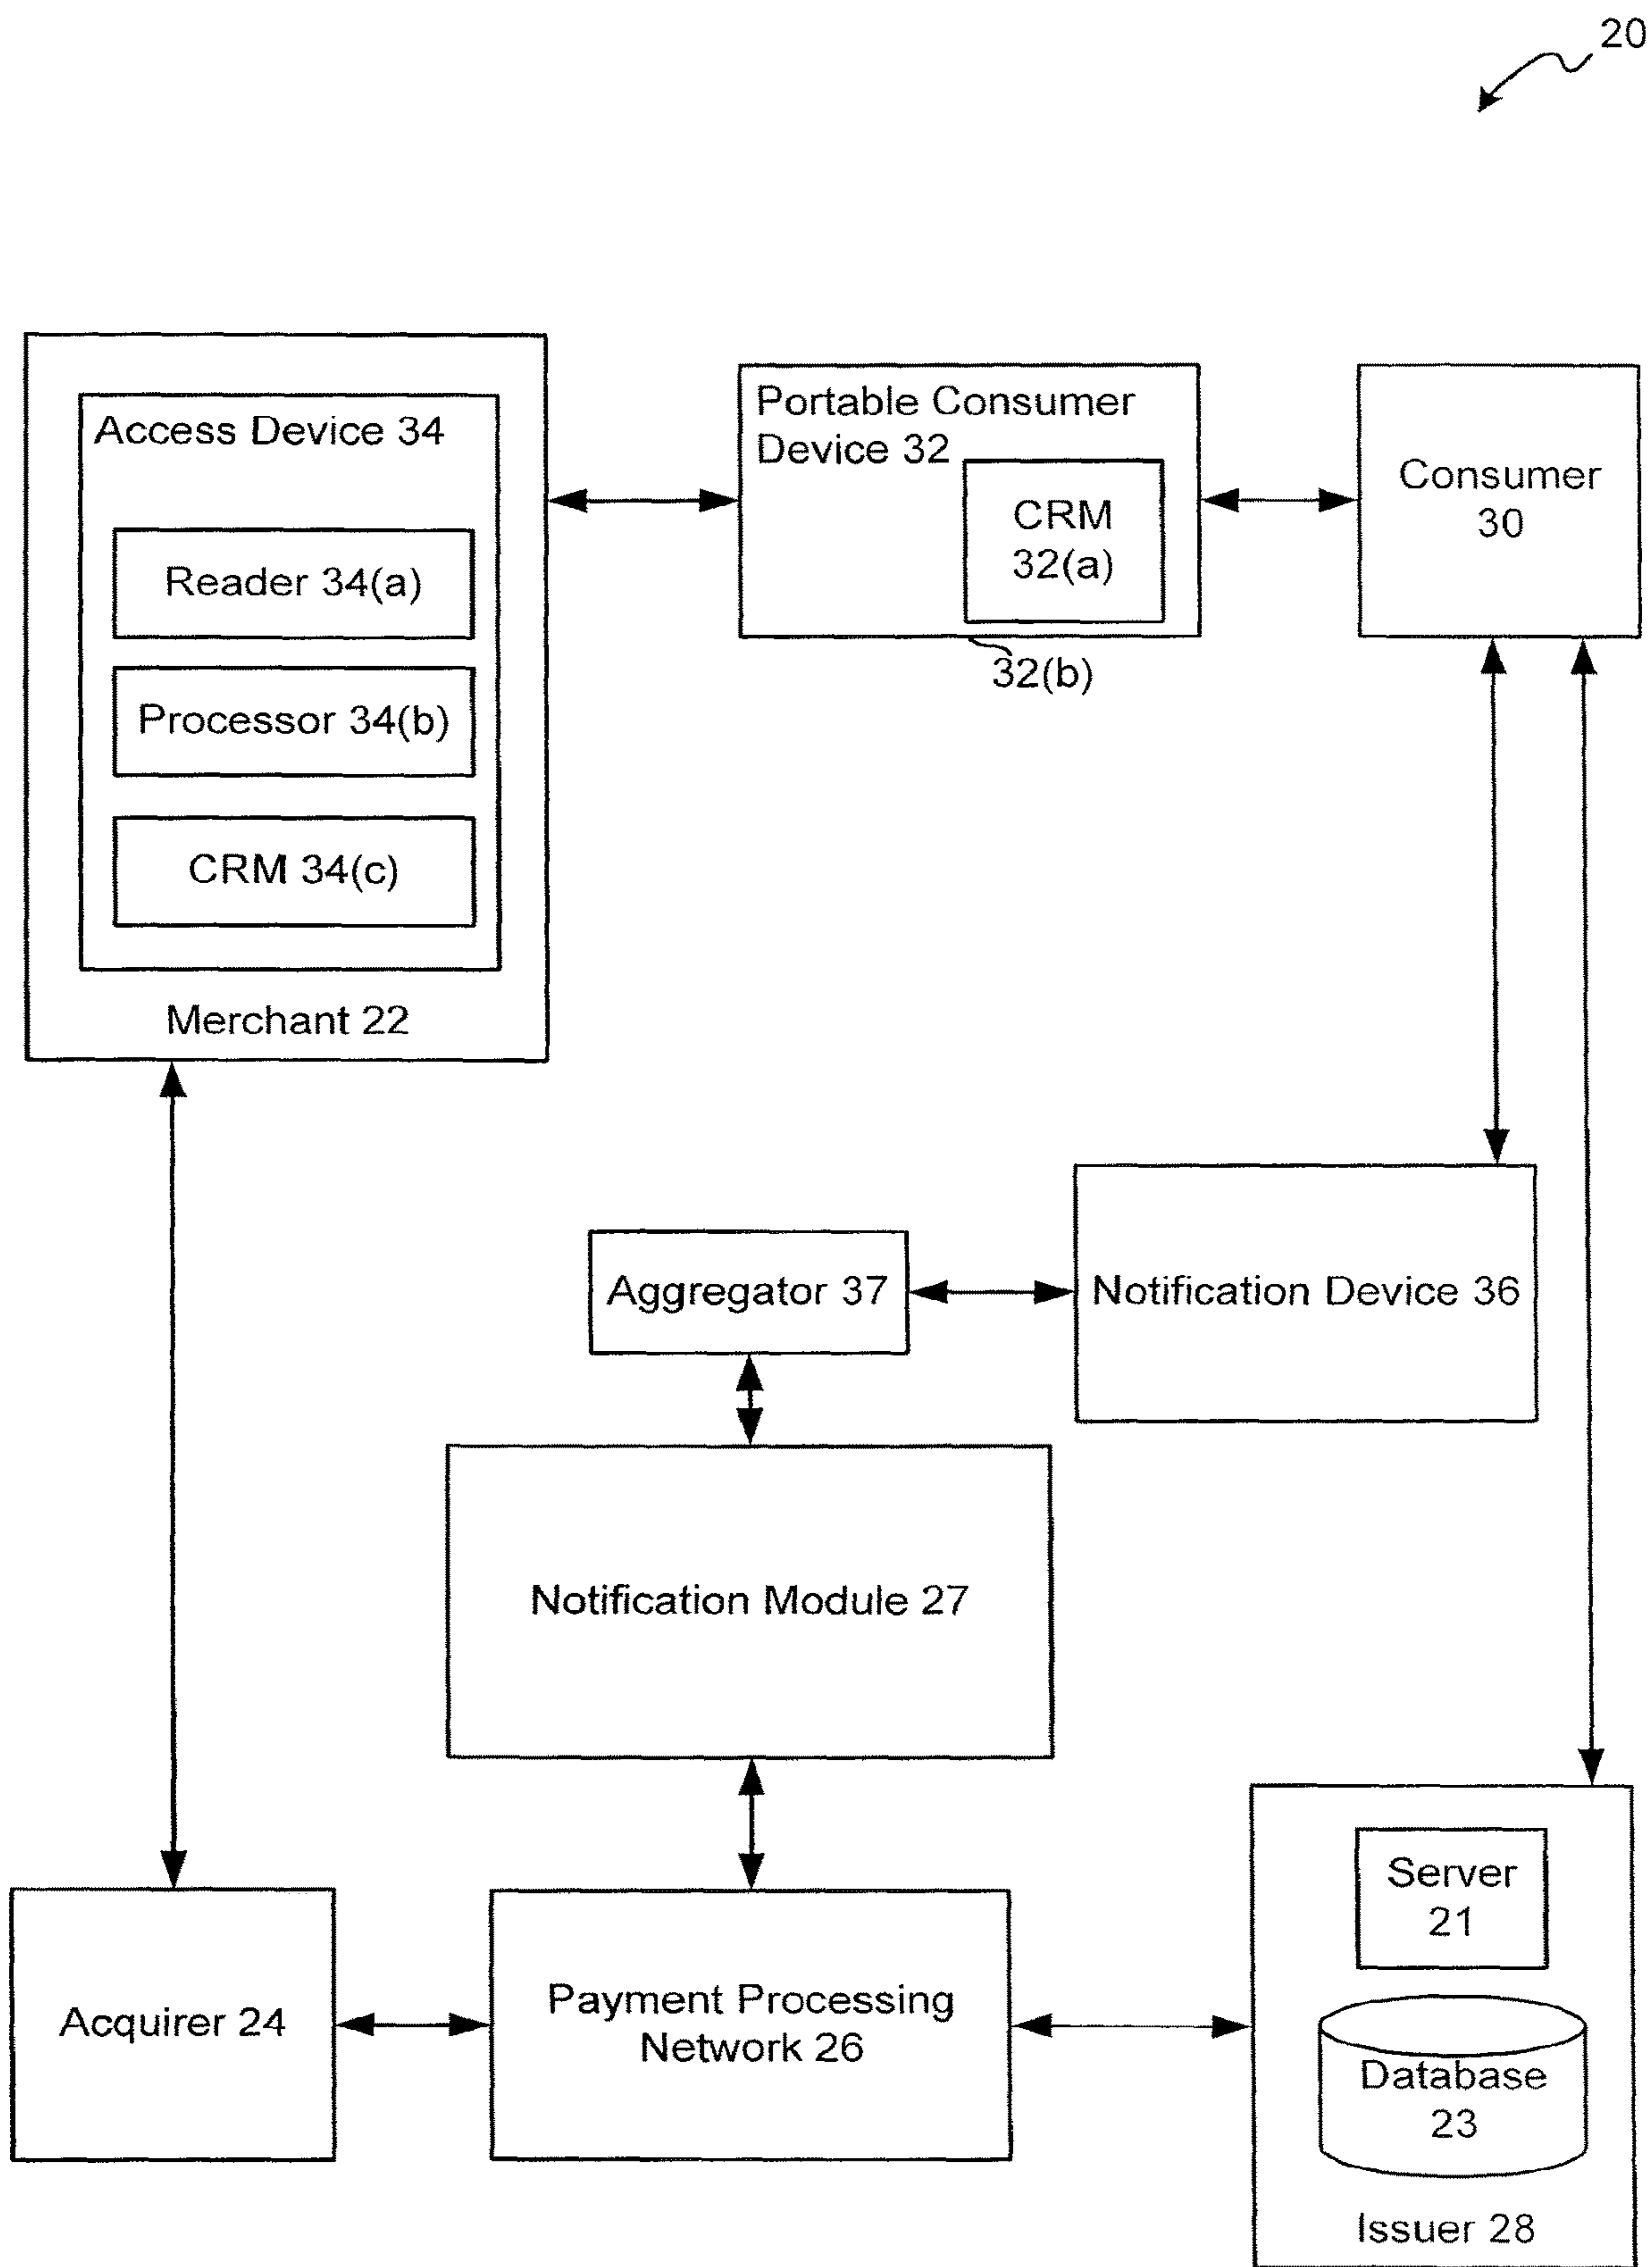 20
Access Device 34
Reader 34(a)
Processor 34(b)
CRM 34(c)
Merchant 22
Portable Consumer
Device 32
CRM
32(a)
32(b)
Consumer
30
Aggregator 37
Notification Device 36
Notification Module 27
Acquirer 24
Payment Processing
Network 26
Server
21
Database
23
Issuer 28